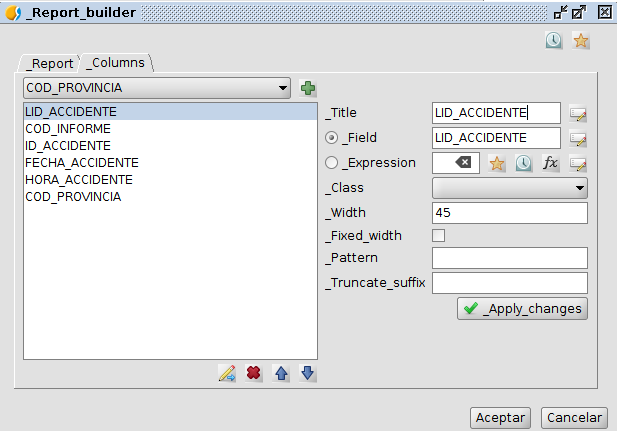 _Report_builder
_Report
_Columns
COD_PROVINCIA
LID_ACCIDENTE
COD_INFORME
ID_ACCIDENTE
FECHA_ACCIDENTE
HORA_ACCIDENTE
COD_PROVINCIA
_Title LID_ACCIDENTE
_Field LID_ACCIDENTE
_Expression fx
_Class
_Width 45
_Fixed_width
_Pattern
_Truncate_suffix
_Apply_changes
Aceptar
Cancelar